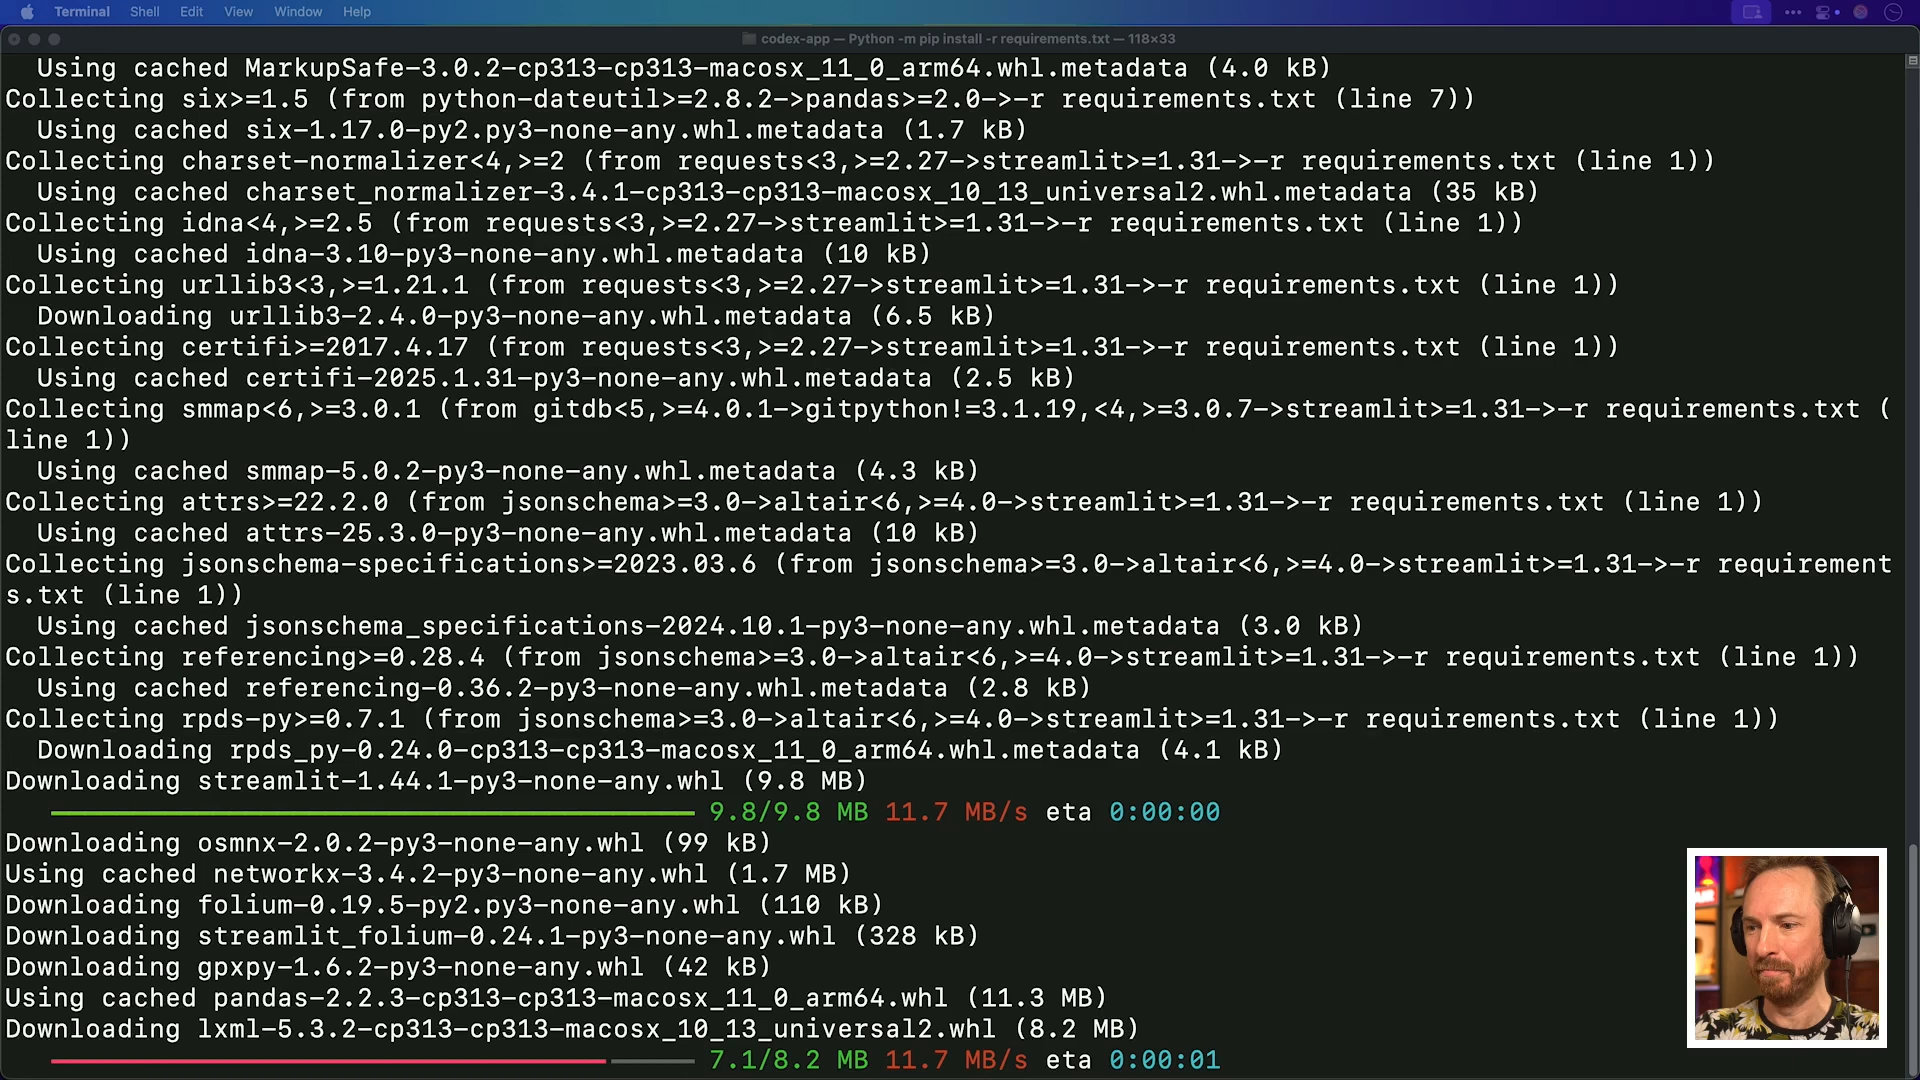 Terminal Shell Edit View Window Help
codex-app — Python -m pip install -r requirements.txt — 118×33
Using cached MarkupSafe-3.0.2-cp313-cp313-macosx_11_0_arm64.whl.metadata (4.0 kB)
Collecting six>=1.5 (from python-dateutil>=2.8.2->pandas>=2.0->-r requirements.txt (line 7))
Using cached six-1.17.0-py2.py3-none-any.whl.metadata (1.7 kB)
Collecting charset-normalizer<4,>=2 (from requests<3,>=2.27->streamlit>=1.31->-r requirements.txt (line 1))
Using cached charset_normalizer-3.4.1-cp313-cp313-macosx_10_13_universal2.whl.metadata (35 kB)
Collecting idna<4,>=2.5 (from requests<3,>=2.27->streamlit>=1.31->-r requirements.txt (line 1))
Using cached idna-3.10-py3-none-any.whl.metadata (10 kB)
Collecting urllib3<3,>=1.21.1 (from requests<3,>=2.27->streamlit>=1.31->-r requirements.txt (line 1))
Downloading urllib3-2.4.0-py3-none-any.whl.metadata (6.5 kB)
Collecting certifi>=2017.4.17 (from requests<3,>=2.27->streamlit>=1.31->-r requirements.txt (line 1))
Using cached certifi-2025.1.31-py3-none-any.whl.metadata (2.5 kB)
Collecting smmap<6,>=3.0.1 (from gitdb<5,>=4.0.1->gitpython!=3.1.19,<4,>=3.0.7->streamlit>=1.31->-r requirements.txt (
line 1))
Using cached smmap-5.0.2-py3-none-any.whl.metadata (4.3 kB)
Collecting attrs>=22.2.0 (from jsonschema>=3.0->altair<6,>=4.0->streamlit>=1.31->-r requirements.txt (line 1))
Using cached attrs-25.3.0-py3-none-any.whl.metadata (10 kB)
Collecting jsonschema-specifications>=2023.03.6 (from jsonschema>=3.0->altair<6,>=4.0->streamlit>=1.31->-r requirement
s.txt (line 1))
Using cached jsonschema_specifications-2024.10.1-py3-none-any.whl.metadata (3.0 kB)
Collecting referencing>=0.28.4 (from jsonschema>=3.0->altair<6,>=4.0->streamlit>=1.31->-r requirements.txt (line 1))
Using cached referencing-0.36.2-py3-none-any.whl.metadata (2.8 kB)
Collecting rpds-py>=0.7.1 (from jsonschema>=3.0->altair<6,>=4.0->streamlit>=1.31->-r requirements.txt (line 1))
Downloading rpds_py-0.24.0-cp313-cp313-macosx_11_0_arm64.whl.metadata (4.1 kB)
Downloading streamlit-1.44.1-py3-none-any.whl (9.8 MB)
9.8/9.8 MB 11.7 MB/s eta 0:00:00
Downloading osmnx-2.0.2-py3-none-any.whl (99 kB)
Using cached networkx-3.4.2-py3-none-any.whl (1.7 MB)
Downloading folium-0.19.5-py2.py3-none-any.whl (110 kB)
Downloading streamlit_folium-0.24.1-py3-none-any.whl (328 kB)
Downloading gpxpy-1.6.2-py3-none-any.whl (42 kB)
Using cached pandas-2.2.3-cp313-cp313-macosx_11_0_arm64.whl (11.3 MB)
Downloading lxml-5.3.2-cp313-cp313-macosx_10_13_universal2.whl (8.2 MB)
7.1/8.2 MB 11.7 MB/s eta 0:00:01